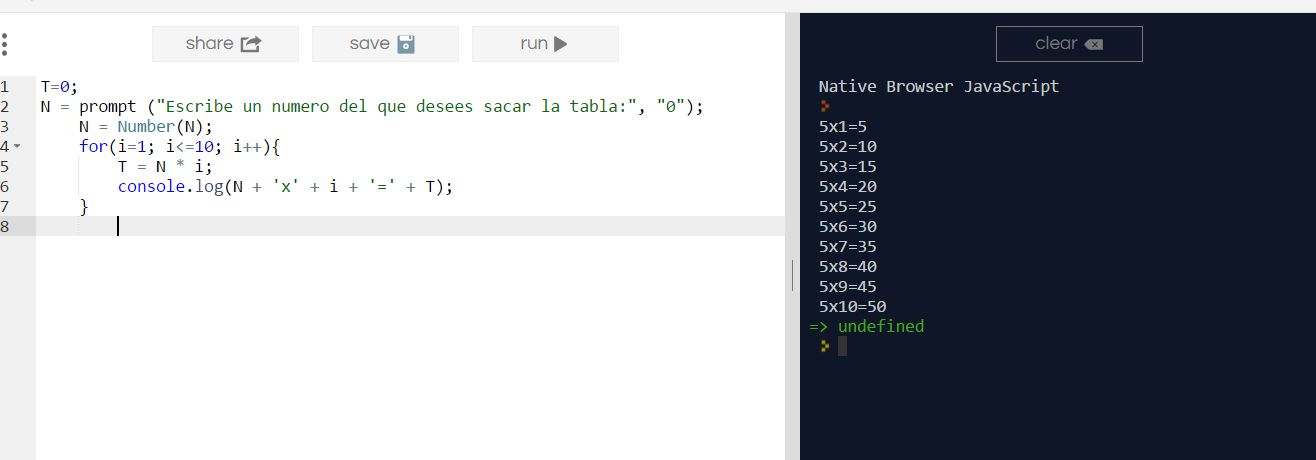 share
save
run
clear
1 T=0;
2 N = prompt ("Escribe un numero del que desees sacar la tabla:", "0");
3 N = Number(N);
4 for(i=1; i<=10; i++){
5 T = N * i;
6 console.log(N + 'x' + i + '=' + T);
7 }
8
Native Browser JavaScript
5x1=5
5x2=10
5x3=15
5x4=20
5x5=25
5x6=30
5x7=35
5x8=40
5x9=45
5x10=50
=> undefined